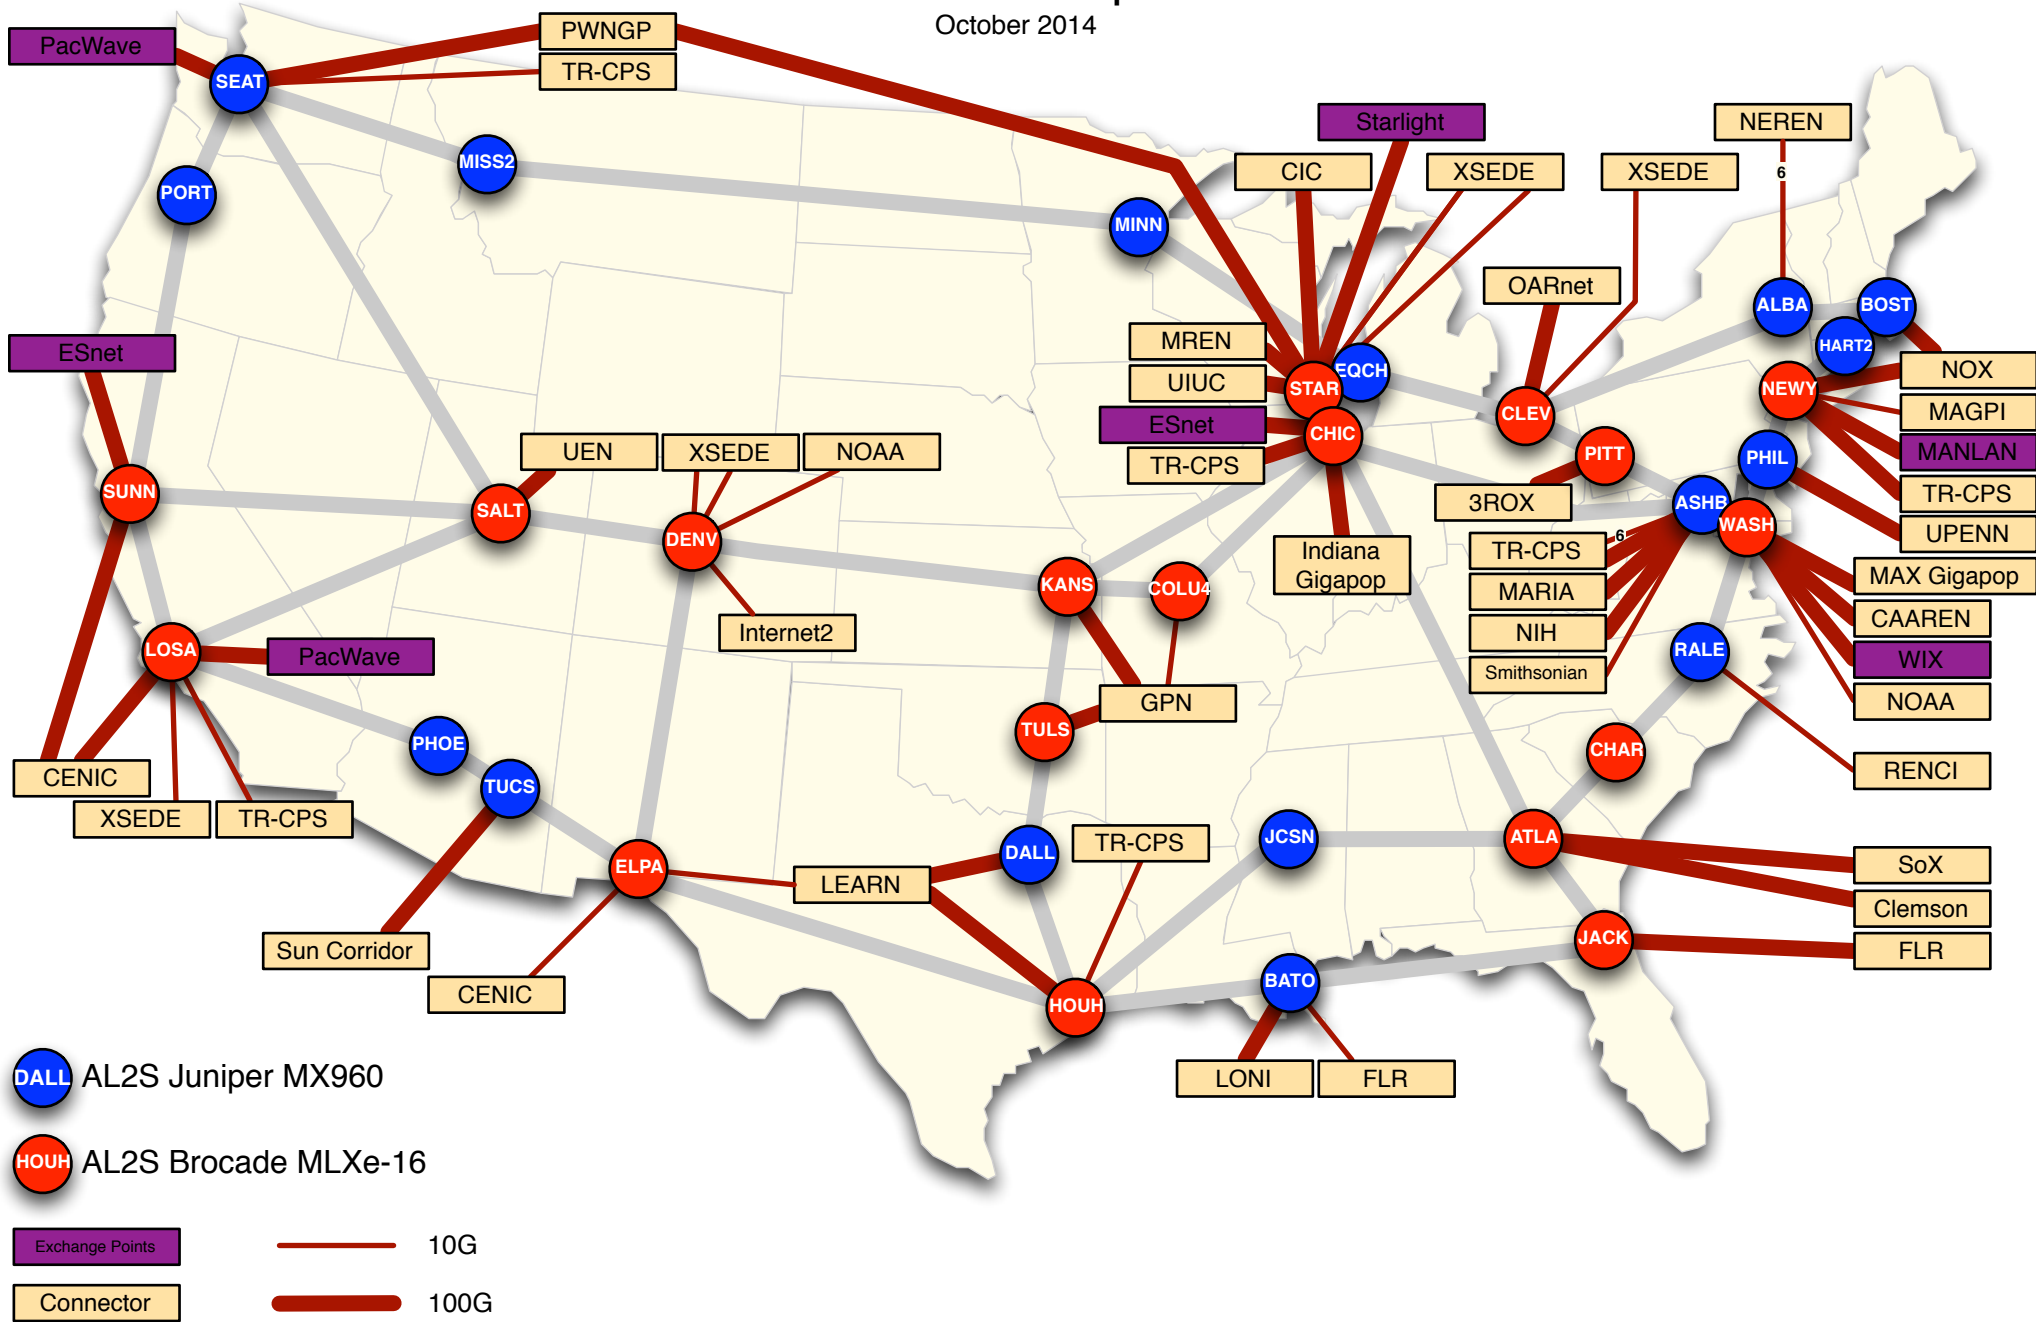 October 2014
PacWave
PWNGP
TR-CPS
SEAT
Starlight
NEREN
CIC
XSEDE
XSEDE
6
MISS2
PORT
MINN
OARnet
ALBA
BOST
HART2
ESnet
MREN
UIUC
ESnet
TR-CPS
EQCH
STAR
CHIC
CLEV
NEWY
NOX
MAGPI
MANLAN
TR-CPS
UPENN
PITT
PHIL
3ROX
ASHB
WASH
UEN
XSEDE
NOAA
SUNN
SALT
DENV
Indiana
Gigapop
6
TR-CPS
MARIA
NIH
Smithsonian
MAX Gigapop
CAAREN
WIX
NOAA
KANS
COLU4
Internet2
LOSA
PacWave
RALE
GPN
TULS
PHOE
TUCS
CHAR
RENCI
CENIC
XSEDE
TR-CPS
TR-CPS
JCSN
ATLA
DALL
ELPA
LEARN
SoX
Clemson
FLR
JACK
Sun Corridor
CENIC
HOUH
BATO
LONI
FLR
DALL
AL2S Juniper MX960
HOUH
AL2S Brocade MLXe-16
Exchange Points
10G
Connector
100G